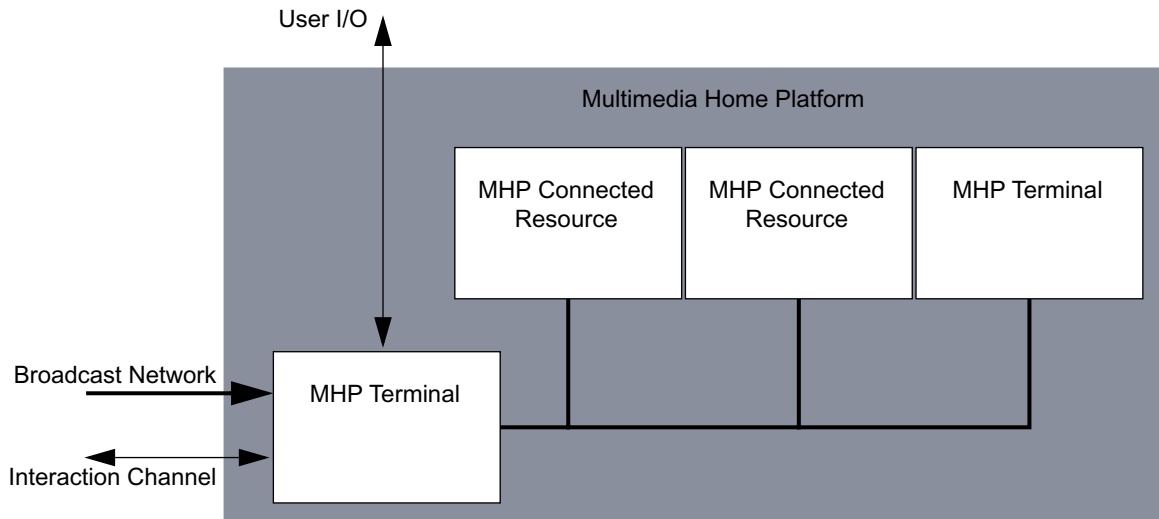 User I/O
Multimedia Home Platform
MHP Connected
Resource
MHP Connected
Resource
MHP Terminal
Broadcast Network
MHP Terminal
Interaction Channel